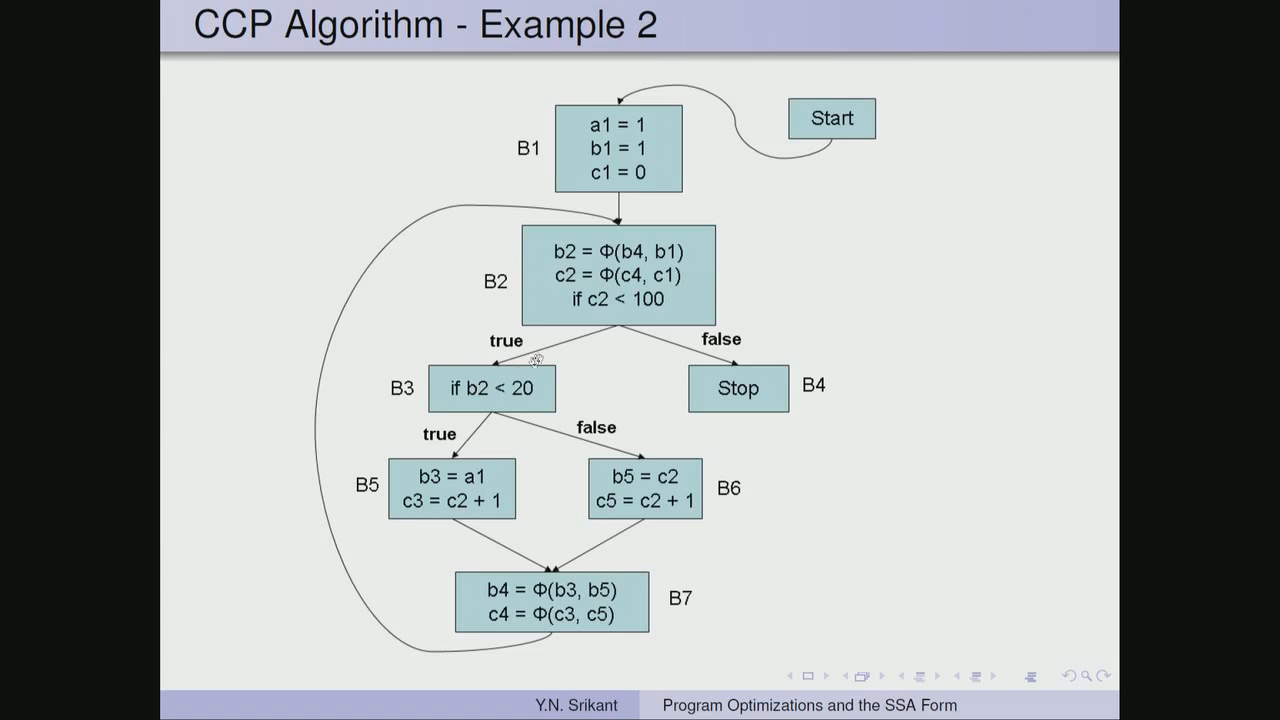 CCP Algorithm - Example 2
Start
B1
a1 = 1
b1 = 1
c1 = 0
B2
b2 = Φ(b4, b1)
c2 = Φ(c4, c1)
if c2 < 100
true
false
B3
if b2 < 20
Stop
B4
true
false
B5
b3 = a1
c3 = c2 + 1
b5 = c2
c5 = c2 + 1
B6
b4 = Φ(b3, b5)
c4 = Φ(c3, c5)
B7
Y.N. Srikant
Program Optimizations and the SSA Form